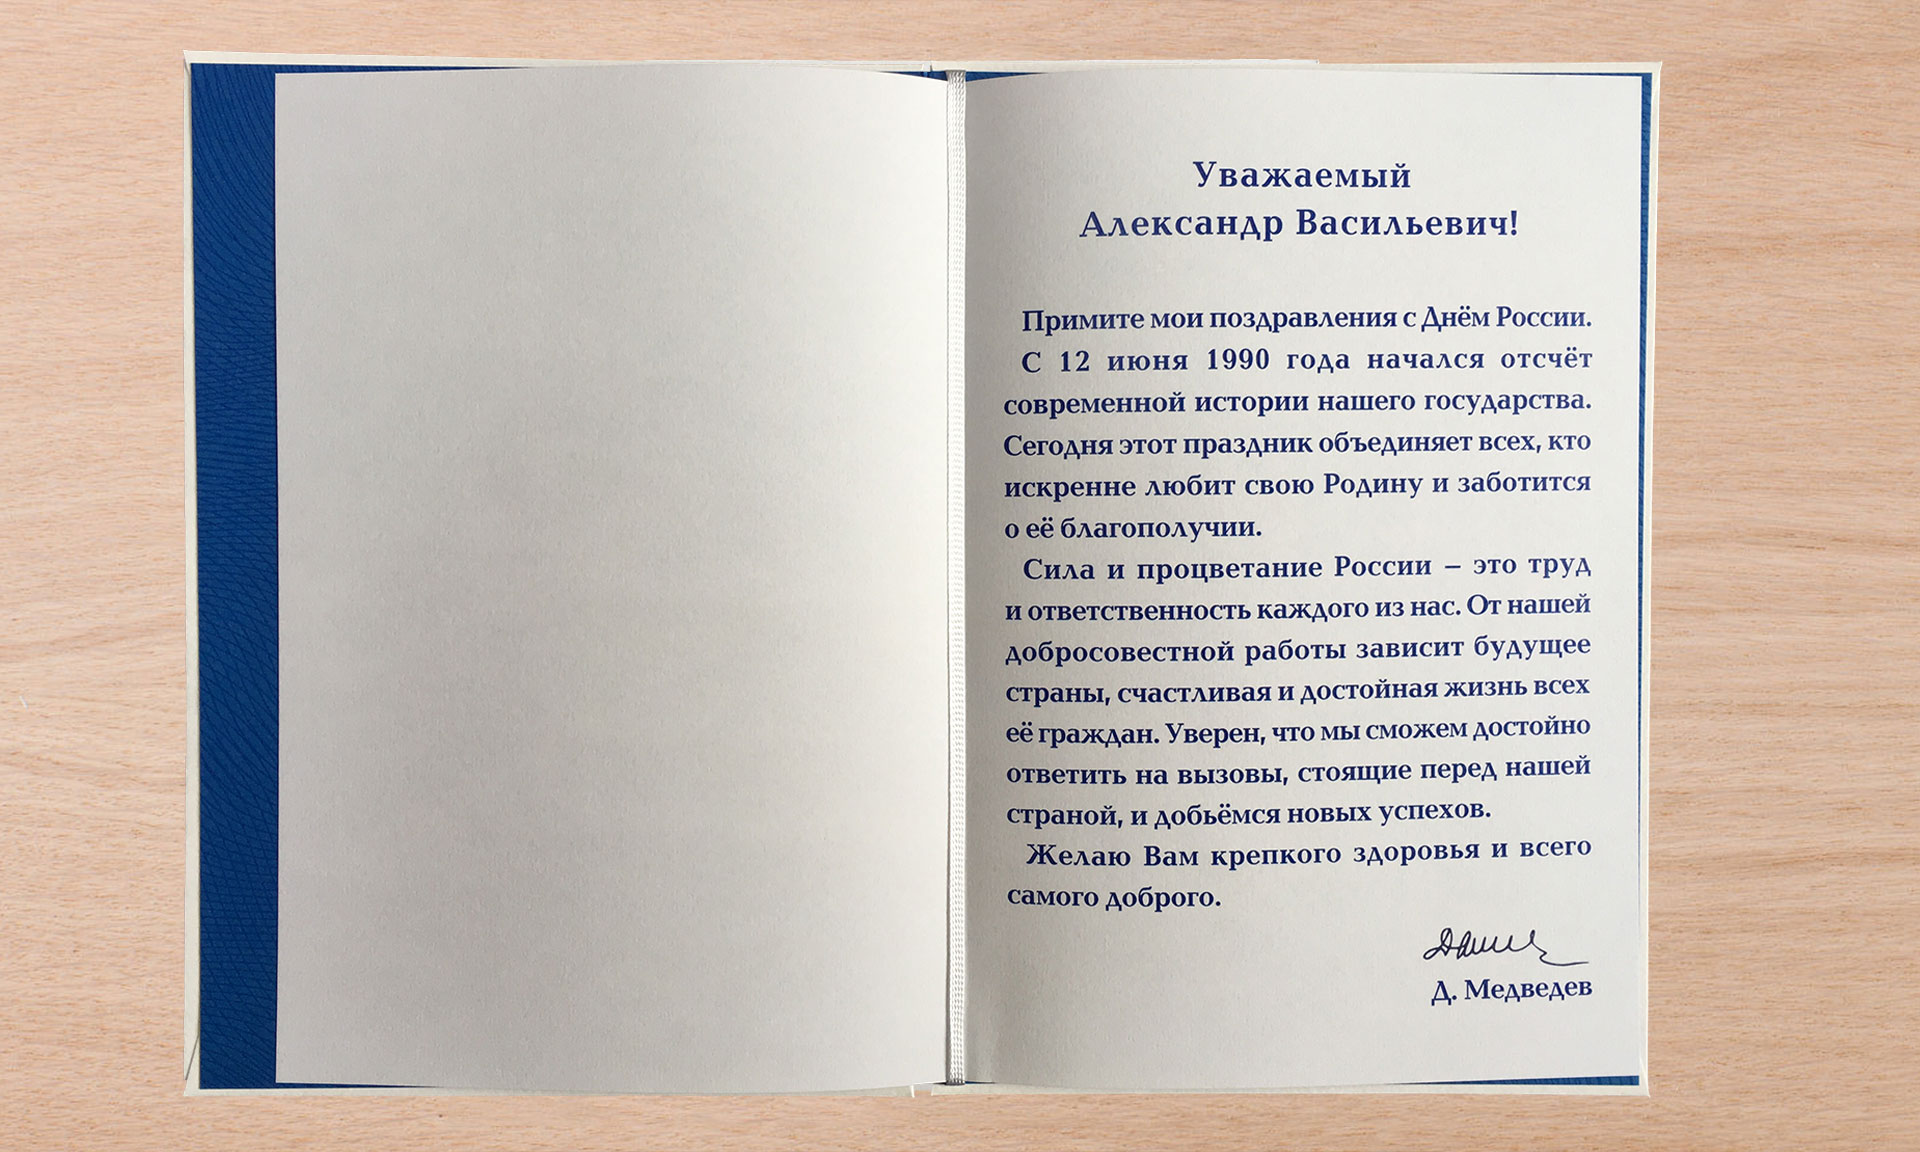 Уважаемый
Александр Васильевич!
Примите мои поздравления с Днём России.
С 12 июня 1990 года начался отсчёт
современной истории нашего государства.
Сегодня этот праздник объединяет всех, кто
искренне любит свою Родину и заботится
о её благополучии.
Сила и процветание России – это труд
и ответственность каждого из нас. От нашей
добросовестной работы зависит будущее
страны, счастливая и достойная жизнь всех
её граждан. Уверен, что мы сможем достойно
ответить на вызовы, стоящие перед нашей
страной, и добьёмся новых успехов.
Желаю Вам крепкого здоровья и всего
самого доброго.
Д. Медведев